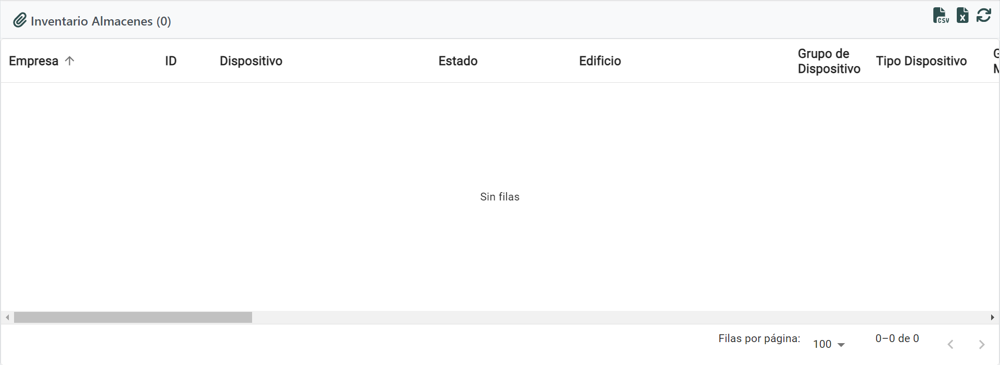 Inventario Almacenes (0)
CSV
X
Empresa
ID
Dispositivo
Estado
Edificio
Grupo de
Dispositivo
Tipo Dispositivo
Sin filas
Filas por página:
100
0–0 de 0